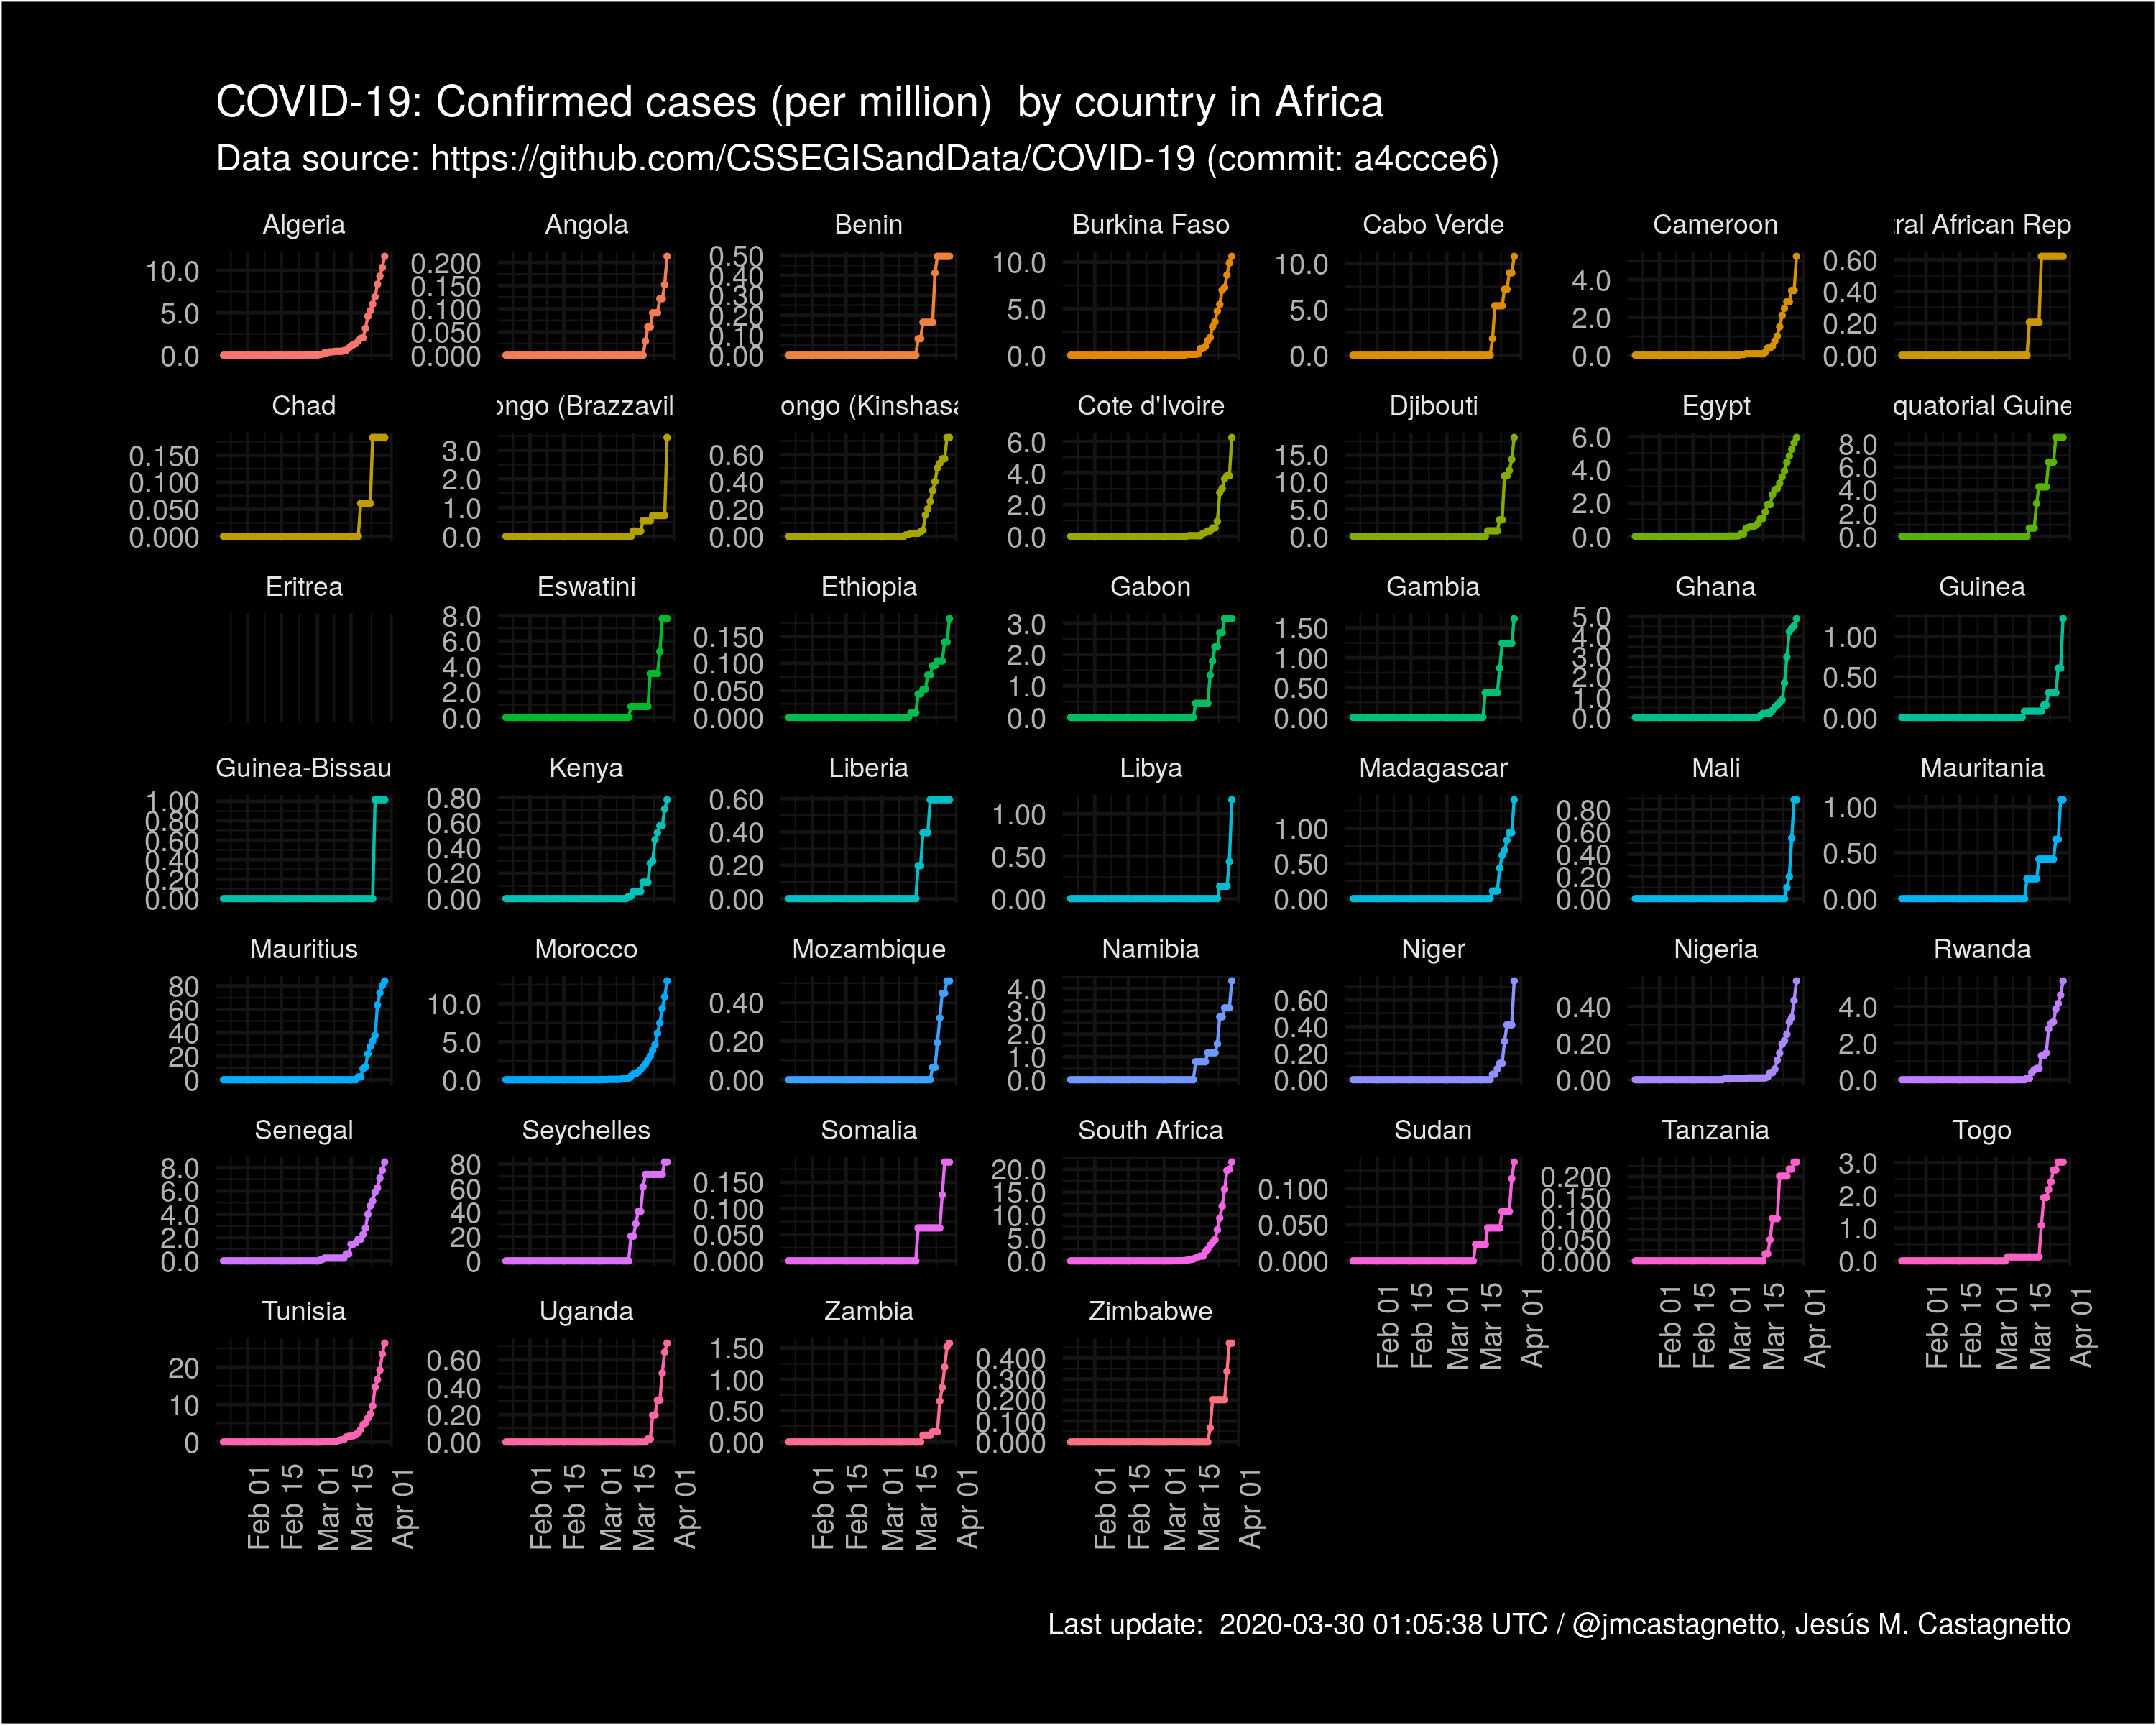 COVID-19: Confirmed cases (per million)  by country in Africa
Data source: https://github.com/CSSEGISandData/COVID-19 (commit: a4ccce6)
Algeria
10.0
5.0
0.0
Angola
0.200
0.150
0.100
0.050
0.000
Benin
0.50
0.40
0.30
0.20
0.10
0.00
Burkina Faso
10.0
5.0
0.0
Cabo Verde
10.0
5.0
0.0
Cameroon
4.0
2.0
0.0
ral African Rep
0.60
0.40
0.20
0.00
Chad
0.150
0.100
0.050
0.000
ongo (Brazzavil
3.0
2.0
1.0
0.0
ongo (Kinshasa
0.60
0.40
0.20
0.00
Cote d'Ivoire
6.0
4.0
2.0
0.0
Djibouti
15.0
10.0
5.0
0.0
Egypt
6.0
4.0
2.0
0.0
quatorial Guine
8.0
6.0
4.0
2.0
0.0
Eritrea
Eswatini
8.0
6.0
4.0
2.0
0.0
Ethiopia
0.150
0.100
0.050
0.000
Gabon
3.0
2.0
1.0
0.0
Gambia
1.50
1.00
0.50
0.00
Ghana
5.0
4.0
3.0
2.0
1.0
0.0
Guinea
1.00
0.50
0.00
Guinea-Bissau
1.00
0.80
0.60
0.40
0.20
0.00
Kenya
0.80
0.60
0.40
0.20
0.00
Liberia
0.60
0.40
0.20
0.00
Libya
1.00
0.50
0.00
Madagascar
1.00
0.50
0.00
Mali
0.80
0.60
0.40
0.20
0.00
Mauritania
1.00
0.50
0.00
Mauritius
80
60
40
20
0
Morocco
10.0
5.0
0.0
Mozambique
0.40
0.20
0.00
Namibia
4.0
3.0
2.0
1.0
0.0
Niger
0.60
0.40
0.20
0.00
Nigeria
0.40
0.20
0.00
Rwanda
4.0
2.0
0.0
Senegal
8.0
6.0
4.0
2.0
0.0
Seychelles
80
60
40
20
0
Somalia
0.150
0.100
0.050
0.000
South Africa
20.0
15.0
10.0
5.0
0.0
Sudan
0.100
0.050
0.000
Feb 01
Feb 15
Mar 01
Mar 15
Apr 01
Tanzania
0.200
0.150
0.100
0.050
0.000
Feb 01
Feb 15
Mar 01
Mar 15
Apr 01
Togo
3.0
2.0
1.0
0.0
Feb 01
Feb 15
Mar 01
Mar 15
Apr 01
Tunisia
20
10
0
Feb 01
Feb 15
Mar 01
Mar 15
Apr 01
Uganda
0.60
0.40
0.20
0.00
Feb 01
Feb 15
Mar 01
Mar 15
Apr 01
Zambia
1.50
1.00
0.50
0.00
Feb 01
Feb 15
Mar 01
Mar 15
Apr 01
Zimbabwe
0.400
0.300
0.200
0.100
0.000
Feb 01
Feb 15
Mar 01
Mar 15
Apr 01
Last update:  2020-03-30 01:05:38 UTC / @jmcastagnetto, Jesús M. Castagnetto